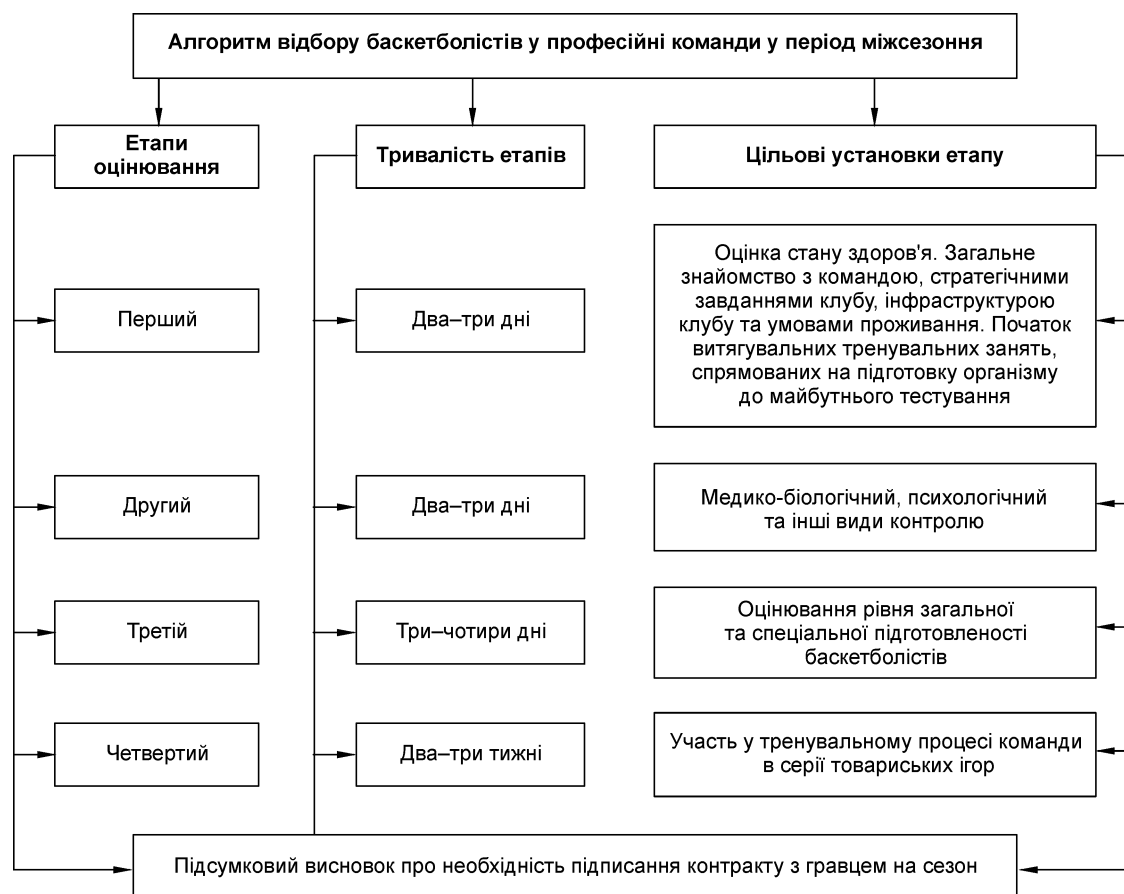 Алгоритм відбору баскетболістів у професійні команди у період міжсезоння
Етапи
оцінювання
Тривалість етапів
Цільові установки етапу
Перший
Два–три дні
Оцінка стану здоров'я. Загальне
знайомство з командою, стратегічними
завданнями клубу, інфраструктурою
клубу та умовами проживання. Початок
витягувальних тренувальних занять,
спрямованих на підготовку організму
до майбутнього тестування
Другий
Два–три дні
Медико-біологічний, психологічний
та інші види контролю
Третій
Три–чотири дні
Оцінювання рівня загальної
та спеціальної підготовленості
баскетболістів
Четвертий
Два–три тижні
Участь у тренувальному процесі команди
в серії товариських ігор
Підсумковий висновок про необхідність підписання контракту з гравцем на сезон